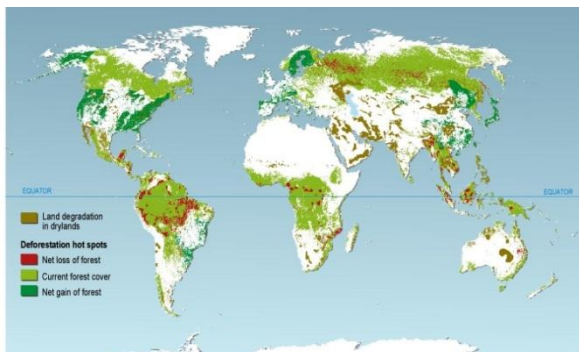 EQUATOR
EQUATOR
Land degradation
in drylands
Deforestation hot spots
Net loss of forest
Current forest cover
Net gain of forest